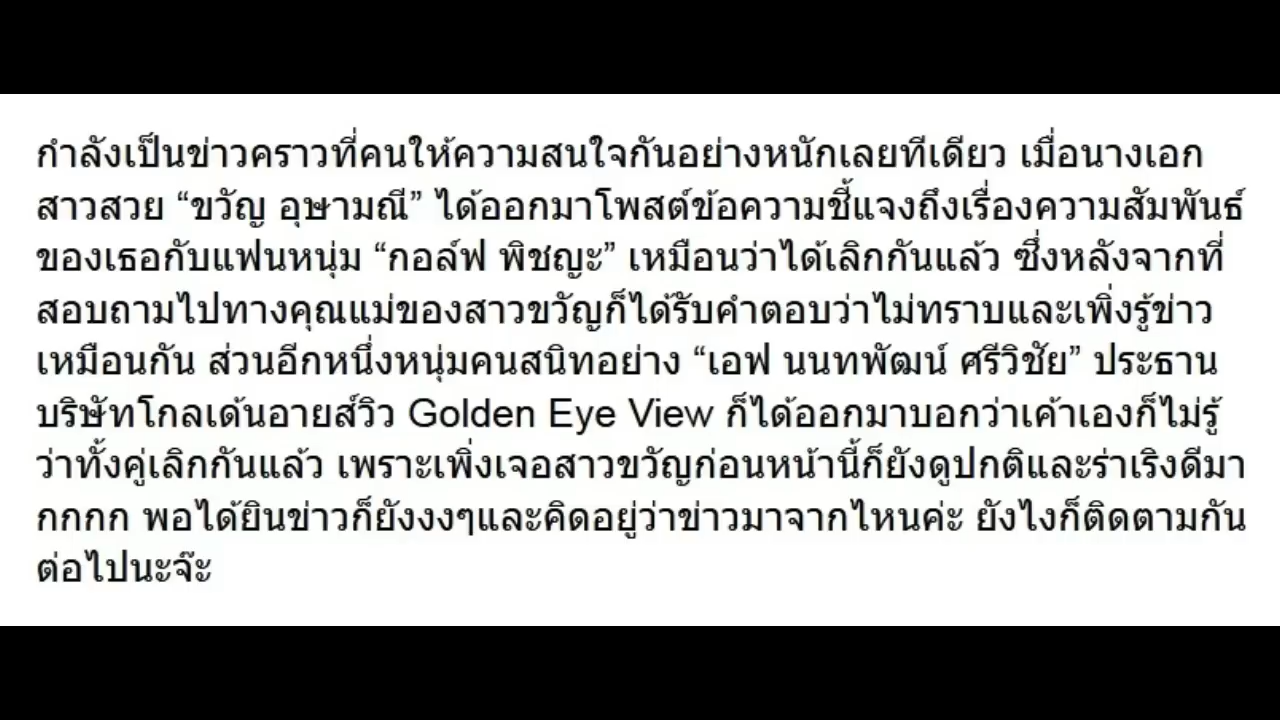 กำลังเป็นข่าวคราวที่คนให้ความสนใจกันอย่างหนักเลยทีเดียว เมื่อนางเอก
สาวสวย “ขวัญ อุษามณี” ได้ออกมาโพสต์ข้อความชี้แจงถึงเรื่องความสัมพันธ์
ของเธอกับแฟนหนุ่ม “กอล์ฟ พิชญะ” เหมือนว่าได้เลิกกันแล้ว ซึ่งหลังจากที่
สอบถามไปทางคุณแม่ของสาวขวัญก็ได้รับคำตอบว่าไม่ทราบและเพิ่งรู้ข่าว
เหมือนกัน ส่วนอีกหนึ่งหนุ่มคนสนิทอย่าง “เอฟ นนทพัฒน์ ศรีวิชัย” ประธาน
บริษัทโกลเด้นอายส์วิว Golden Eye View ก็ได้ออกมาบอกว่าเค้าเองก็ไม่รู้
ว่าทั้งคู่เลิกกันแล้ว เพราะเพิ่งเจอสาวขวัญก่อนหน้านี้ก็ยังดูปกติและร่าเริงดีมา
กกกก พอได้ยินข่าวก็ยังงงๆและคิดอยู่ว่าข่าวมาจากไหนค่ะ ยังไงก็ติดตามกัน
ต่อไปนะจ๊ะ